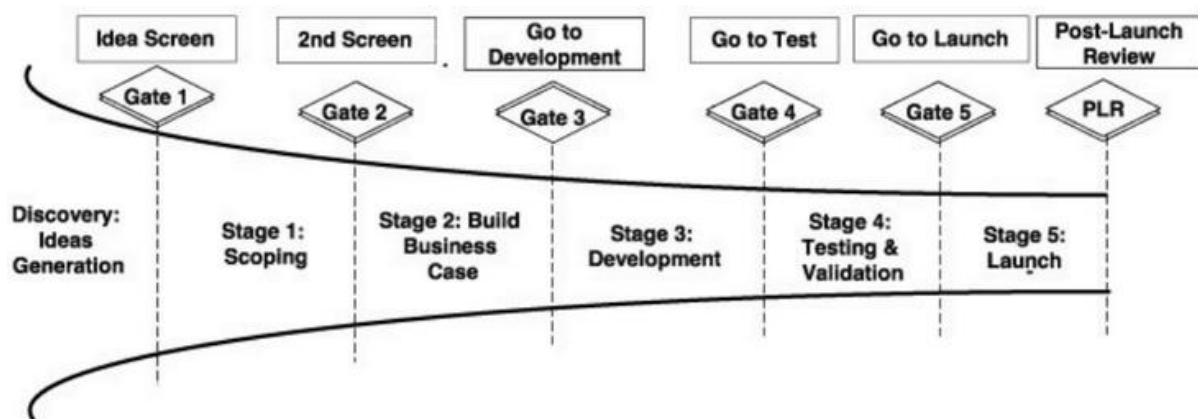 Idea Screen
2nd Screen
Go to
Development
Go to Test
Go to Launch
Post-Launch
Review
Gate 1
Gate 2
Gate 3
Gate 4
Gate 5
PLR
Discovery:
Ideas
Generation
Stage 1:
Scoping
Stage 2: Build
Business
Case
Stage 3:
Development
Stage 4:
Testing &
Validation
Stage 5:
Launch